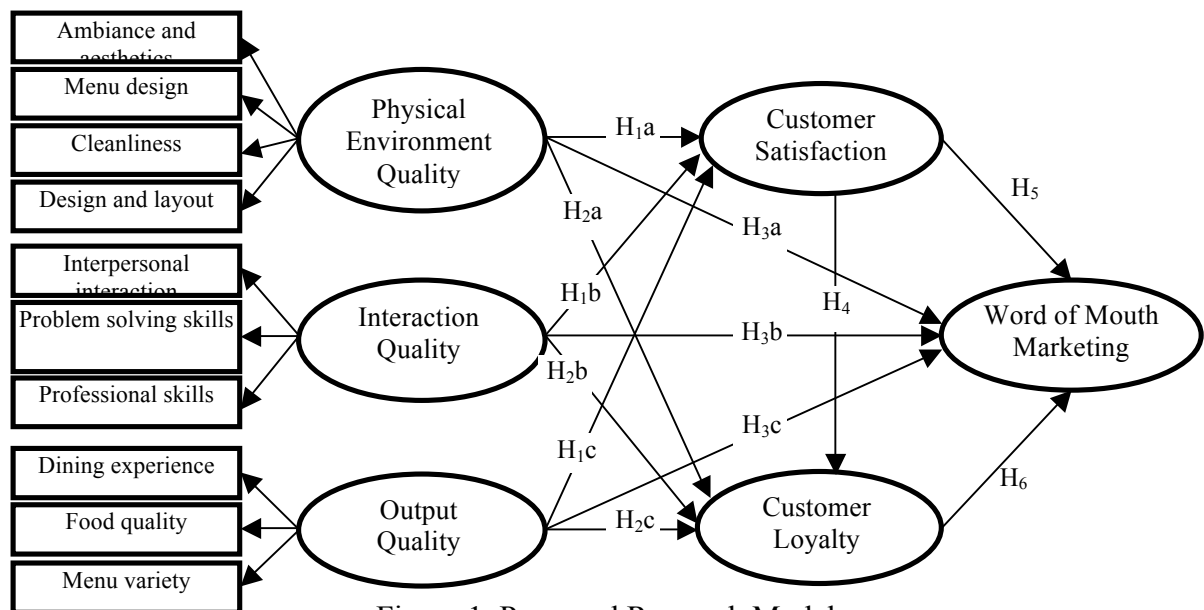 Ambiance and
aesthetics
Menu design
Cleanliness
Design and layout
Interpersonal
interaction
Problem solving skills
Professional skills
Dining experience
Food quality
Menu variety
Physical
Environment
Quality
Interaction
Quality
Output
Quality
H₁a
H₂a
H₃a
H₁b
H₂b
H₃b
H₁c
H₂c
H₃c
Customer
Satisfaction
H₄
Customer
Loyalty
H₅
H₆
Word of Mouth
Marketing
Figure 1. Proposed Research Model